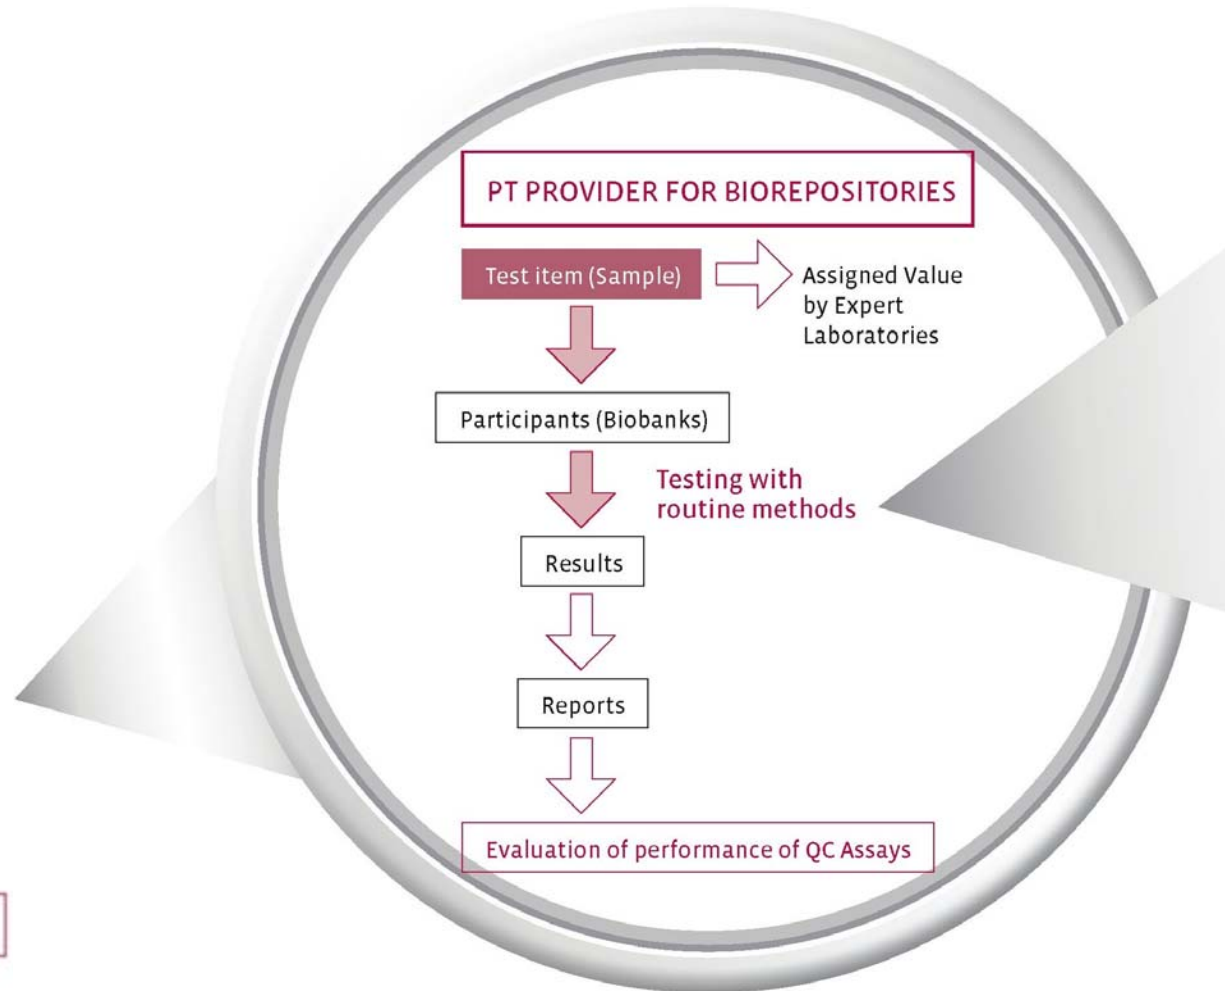 PT PROVIDER FOR BIOREPOSITORIES
Test item (Sample)
Assigned Value
by Expert
Laboratories
Participants (Biobanks)
Testing with
routine methods
Results
Reports
Evaluation of performance of QC Assays